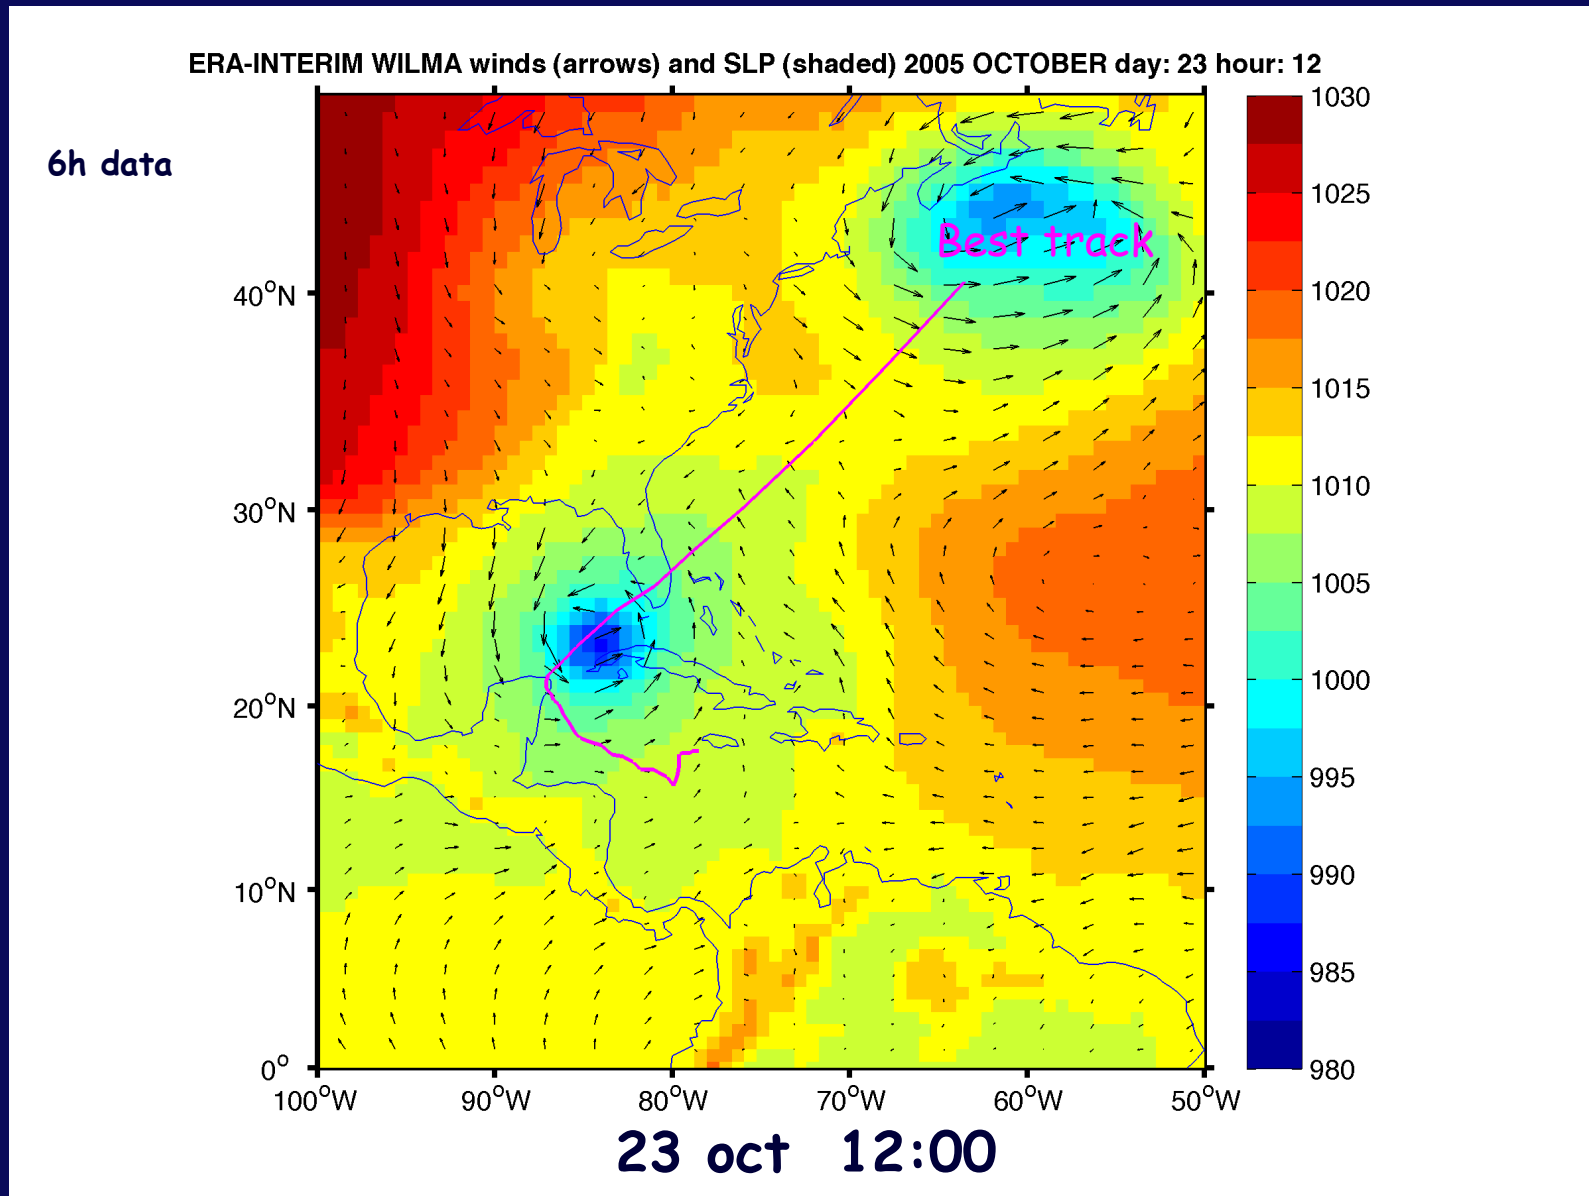 ERA-INTERIM WILMA winds (arrows) and SLP (shaded) 2005 OCTOBER day: 23 hour: 12
6h data
Best track
40°N
30°N
20°N
10°N
0°
100°W 90°W 80°W 70°W 60°W 50°W
1030
1025
1020
1015
1010
1005
1000
995
990
985
980
23 oct 12:00